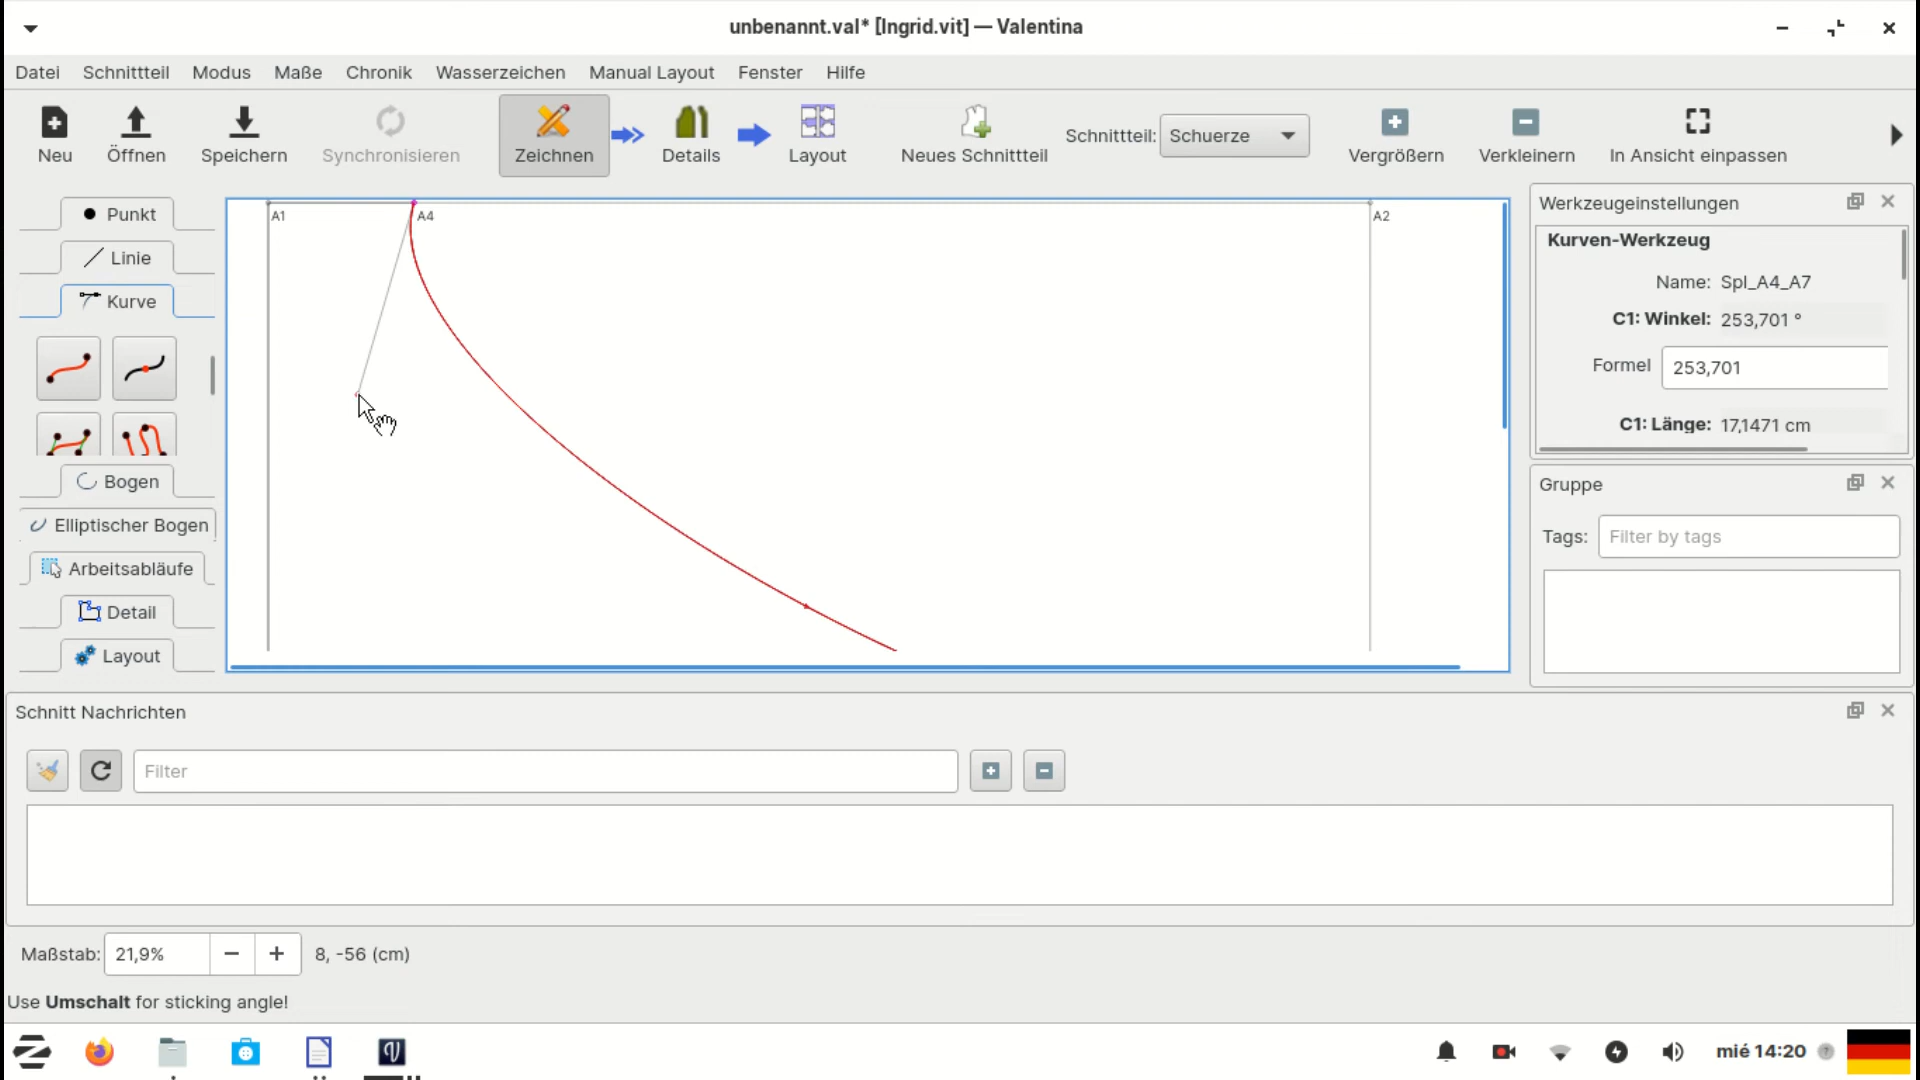 unbenannt.val* [Ingrid.vit] — Valentina
Datei Schnittteil Modus Maße Chronik Wasserzeichen Manual Layout Fenster Hilfe
Neu Öffnen Speichern Synchronisieren Zeichnen Details Layout Neues Schnittteil Schnittteil: Schuerze Vergrößern Verkleinern In Ansicht einpassen
Punkt
Linie
Kurve
Bogen
Elliptischer Bogen
Arbeitsabläufe
Detail
Layout
A1 A4 A2
Werkzeugeinstellungen
Kurven-Werkzeug
Name: Spl_A4_A7
C1: Winkel: 253,701 °
Formel 253,701
C1: Länge: 17,1471 cm
Gruppe
Tags: Filter by tags
Schnitt Nachrichten
Filter
Maßstab: 21,9% 8, -56 (cm)
Use Umschalt for sticking angle!
mié 14:20